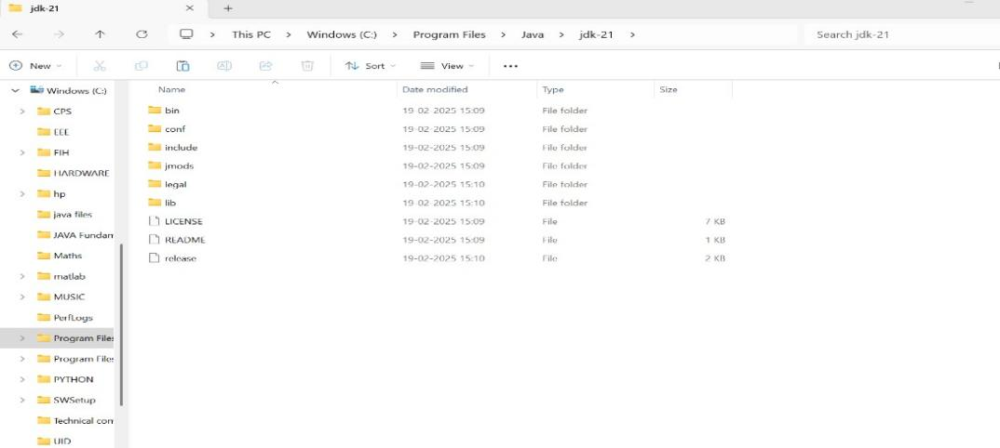 jdk-21
This PC > Windows (C:) > Program Files > Java > jdk-21 >
Search jdk-21
New
Sort
View
Windows (C:)
CPS
EEE
FIH
HARDWARE
hp
java files
JAVA Fundam
Maths
matlab
MUSIC
PerfLogs
Program Files
Program Files
PYTHON
SWSetup
Technical com
UID
Name Date modified Type Size
bin 19-02-2025 15:09 File folder
conf 19-02-2025 15:09 File folder
include 19-02-2025 15:09 File folder
jmods 19-02-2025 15:09 File folder
legal 19-02-2025 15:10 File folder
lib 19-02-2025 15:10 File folder
LICENSE 19-02-2025 15:09 File 7 KB
README 19-02-2025 15:09 File 1 KB
release 19-02-2025 15:10 File 2 KB